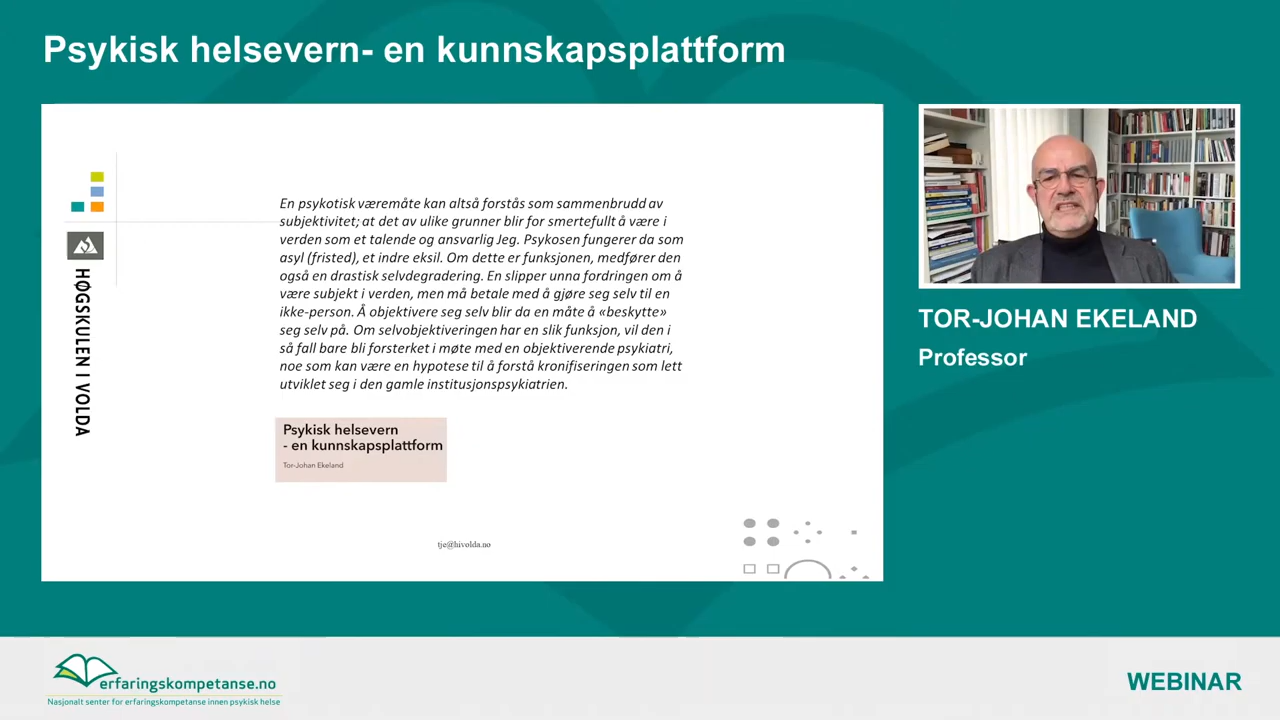 Psykisk helsevern- en kunnskapsplattform
HØGSKULEN I VOLDA
En psykotisk væremåte kan altså forstås som sammenbrudd av
subjektivitet; at det av ulike grunner blir for smertefullt å være i
verden som et talende og ansvarlig Jeg. Psykosen fungerer da som
asyl (fristed), et indre eksil. Om dette er funksjonen, medfører den
også en drastisk selvdegradering. En slipper unna fordringen om å
være subjekt i verden, men må betale med å gjøre seg selv til en
ikke-person. Å objektivere seg selv blir da en måte å «beskytte»
seg selv på. Om selvobjektiveringen har en slik funksjon, vil den i
så fall bare bli forsterket i møte med en objektiverende psykiatri,
noe som kan være en hypotese til å forstå kronifiseringen som lett
utviklet seg i den gamle institusjonspsykiatrien.
Psykisk helsevern
- en kunnskapsplattform
Tor-Johan Ekeland
tje@hivolda.no
TOR-JOHAN EKELAND
Professor
erfaringskompetanse.no
Nasjonalt senter for erfaringskompetanse innen psykisk helse
WEBINAR